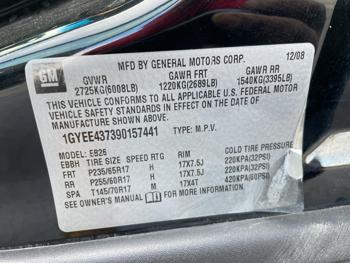 GM
MFD BY GENERAL MOTORS CORP. 12/08
GVWR GAWR FRT GAWR RR
2725KG(6008LB) 1220KG(2689LB) 1540KG(3395LB)
THIS VEHICLE CONFORMS TO ALL APPLICABLE U.S. FEDERAL MOTOR
VEHICLE SAFETY STANDARDS IN EFFECT ON THE DATE OF
MANUFACTURE SHOWN ABOVE.
1GYEE437390157441 TYPE: M.P.V.
MODEL: EB26
EBBH TIRE SIZE SPEED RTG RIM COLD TIRE PRESSURE
FRT P235/65R17 H 17X7.5J 220KPA(32PSI)
RR P255/60R17 H 17X7.5J 220KPA(32PSI)
SPA T145/70R17 M 17X4T 420KPA(60PSI)
SEE OWNER'S MANUAL FOR ADDITIONAL INFORMATION.